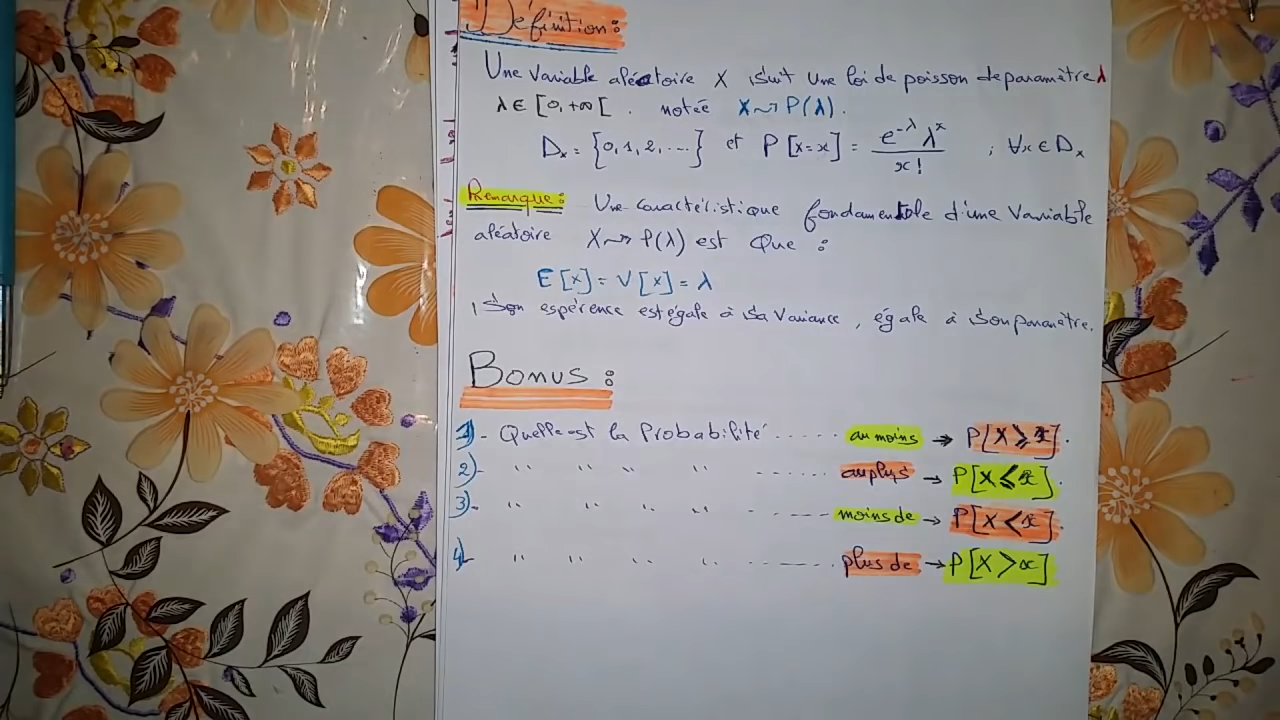 1) Définition:
Une variable aléatoire X suit une loi de poisson de paramètre λ
λ ∈ [0, +∞[ . notée X ⇝ P(λ).
Dx = {0, 1, 2, ...} et P[X=x] = e^-λ λ^x / x! ; ∀x ∈ Dx
Remarque: Une caractéristique fondamentale d'une variable
aléatoire X ⇝ P(λ) est que :
E[X] = V[X] = λ
Son espérence est égale à sa variance, égale à son paramètre.
Bonus :
1)- Quelle est la probabilité ...... au moins → P[X ⩾ x].
2)- " " " " ...... au plus → P[X ⩽ x].
3)- " " " " ...... moins de → P[X < x].
4)- " " " " ...... plus de → P[X > x]